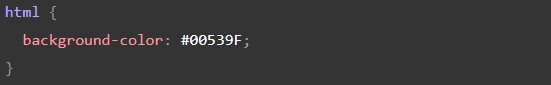 html {
  background-color: #00539F;
}